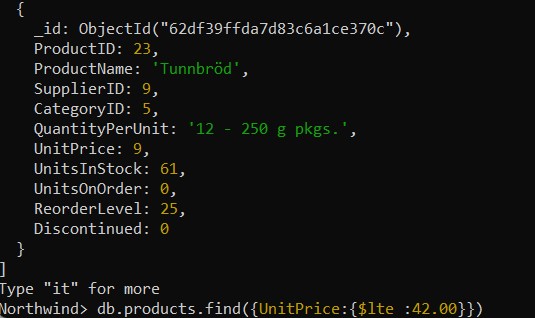 {
_id: ObjectId("62df39ffda7d83c6a1ce370c"),
ProductID: 23,
ProductName: 'Tunnbröd',
SupplierID: 9,
CategoryID: 5,
QuantityPerUnit: '12 - 250 g pkgs.',
UnitPrice: 9,
UnitsInStock: 61,
UnitsOnOrder: 0,
ReorderLevel: 25,
Discontinued: 0
}
]
Type "it" for more
Northwind> db.products.find({UnitPrice:{$lte :42.00}})